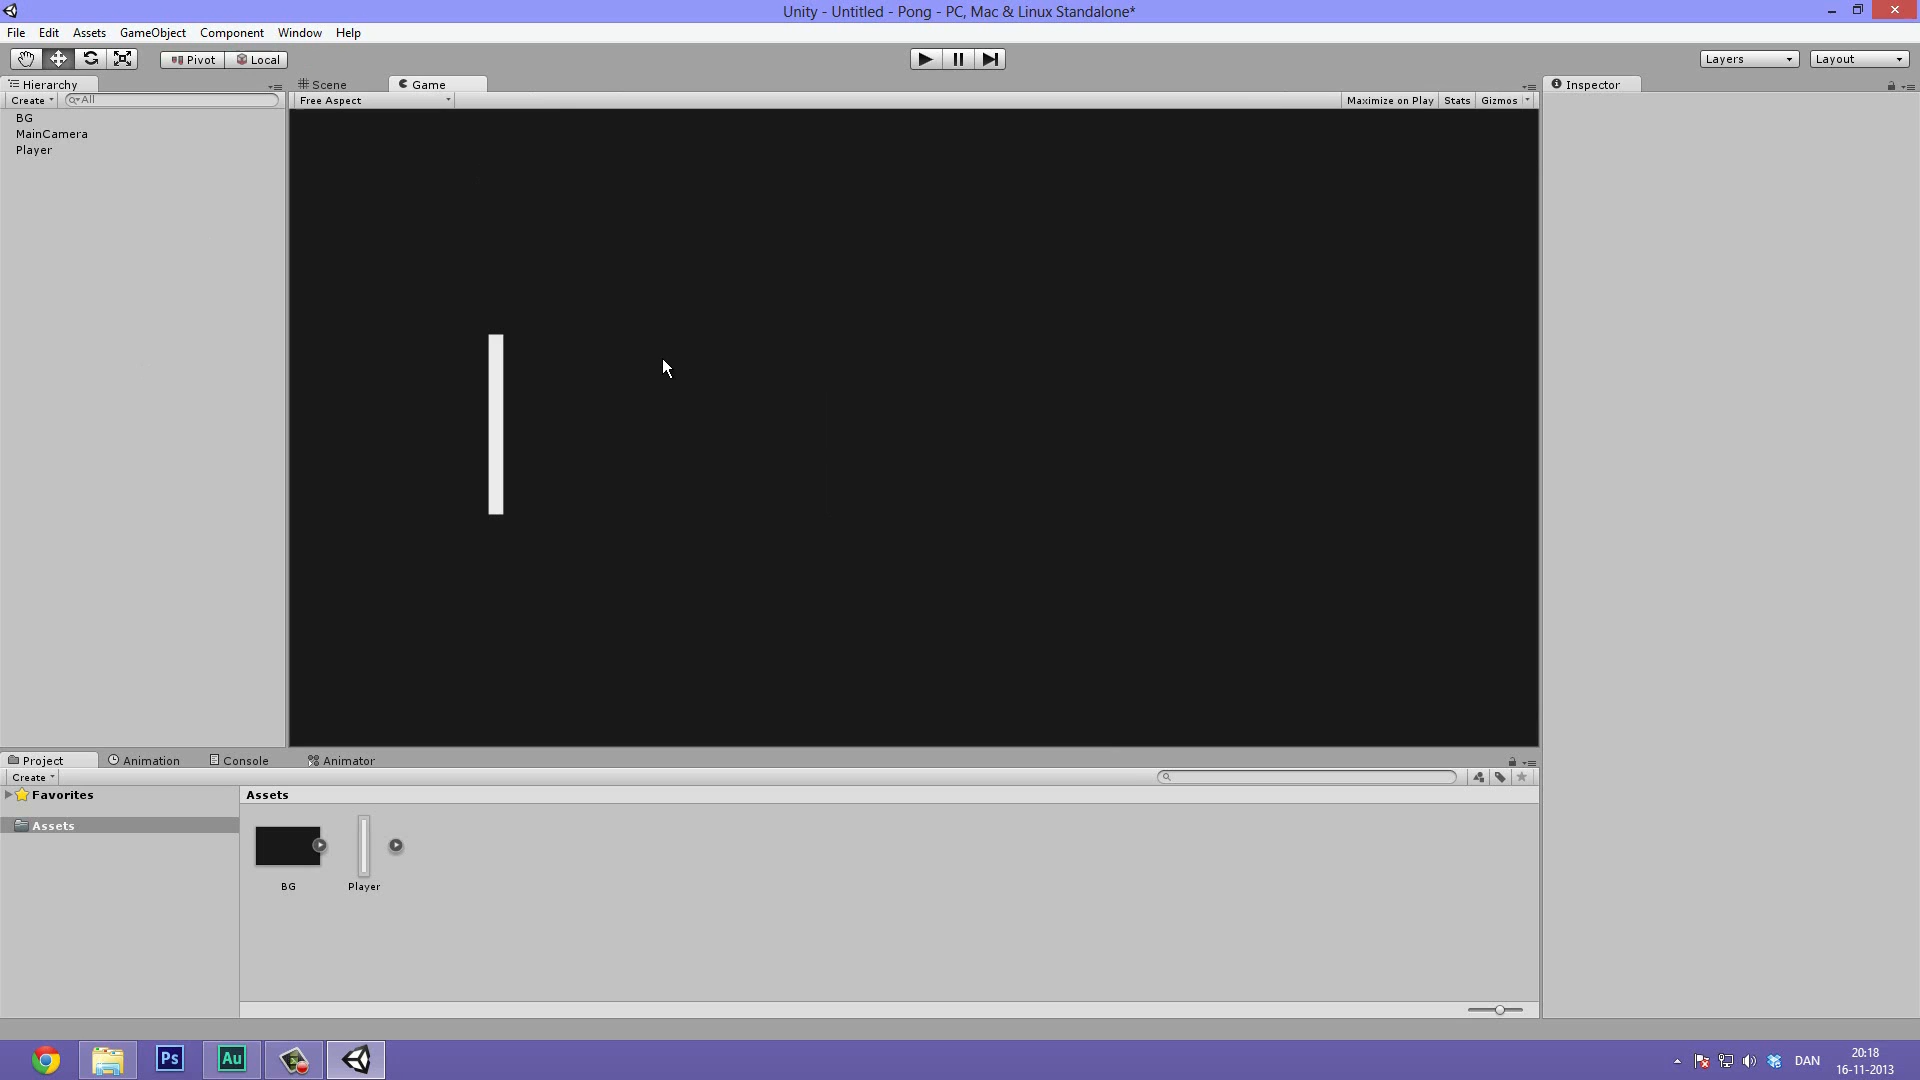 Unity - Untitled - Pong - PC, Mac & Linux Standalone*
File Edit Assets GameObject Component Window Help
Pivot Local Layers Layout
Hierarchy Scene Game Inspector
Create All Free Aspect Maximize on Play Stats Gizmos
BG
MainCamera
Player
Project Animation Console Animator
Create
Favorites Assets
Assets
BG Player
Ps Au DAN 20:18
16-11-2013